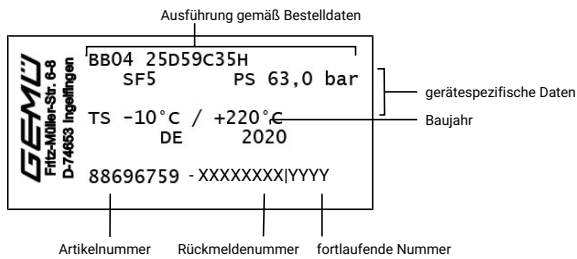 Ausführung gemäß Bestelldaten
GEMÜ
Fritz-Müller-Str. 6-8
D-74653 Ingelfingen
BB04 25D59C35H
SF5 PS 63,0 bar
gerätespezifische Daten
TS -10°C / +220°C
Baujahr
DE 2020
88696759 - XXXXXXXX|YYYY
Artikelnummer Rückmeldenummer fortlaufende Nummer